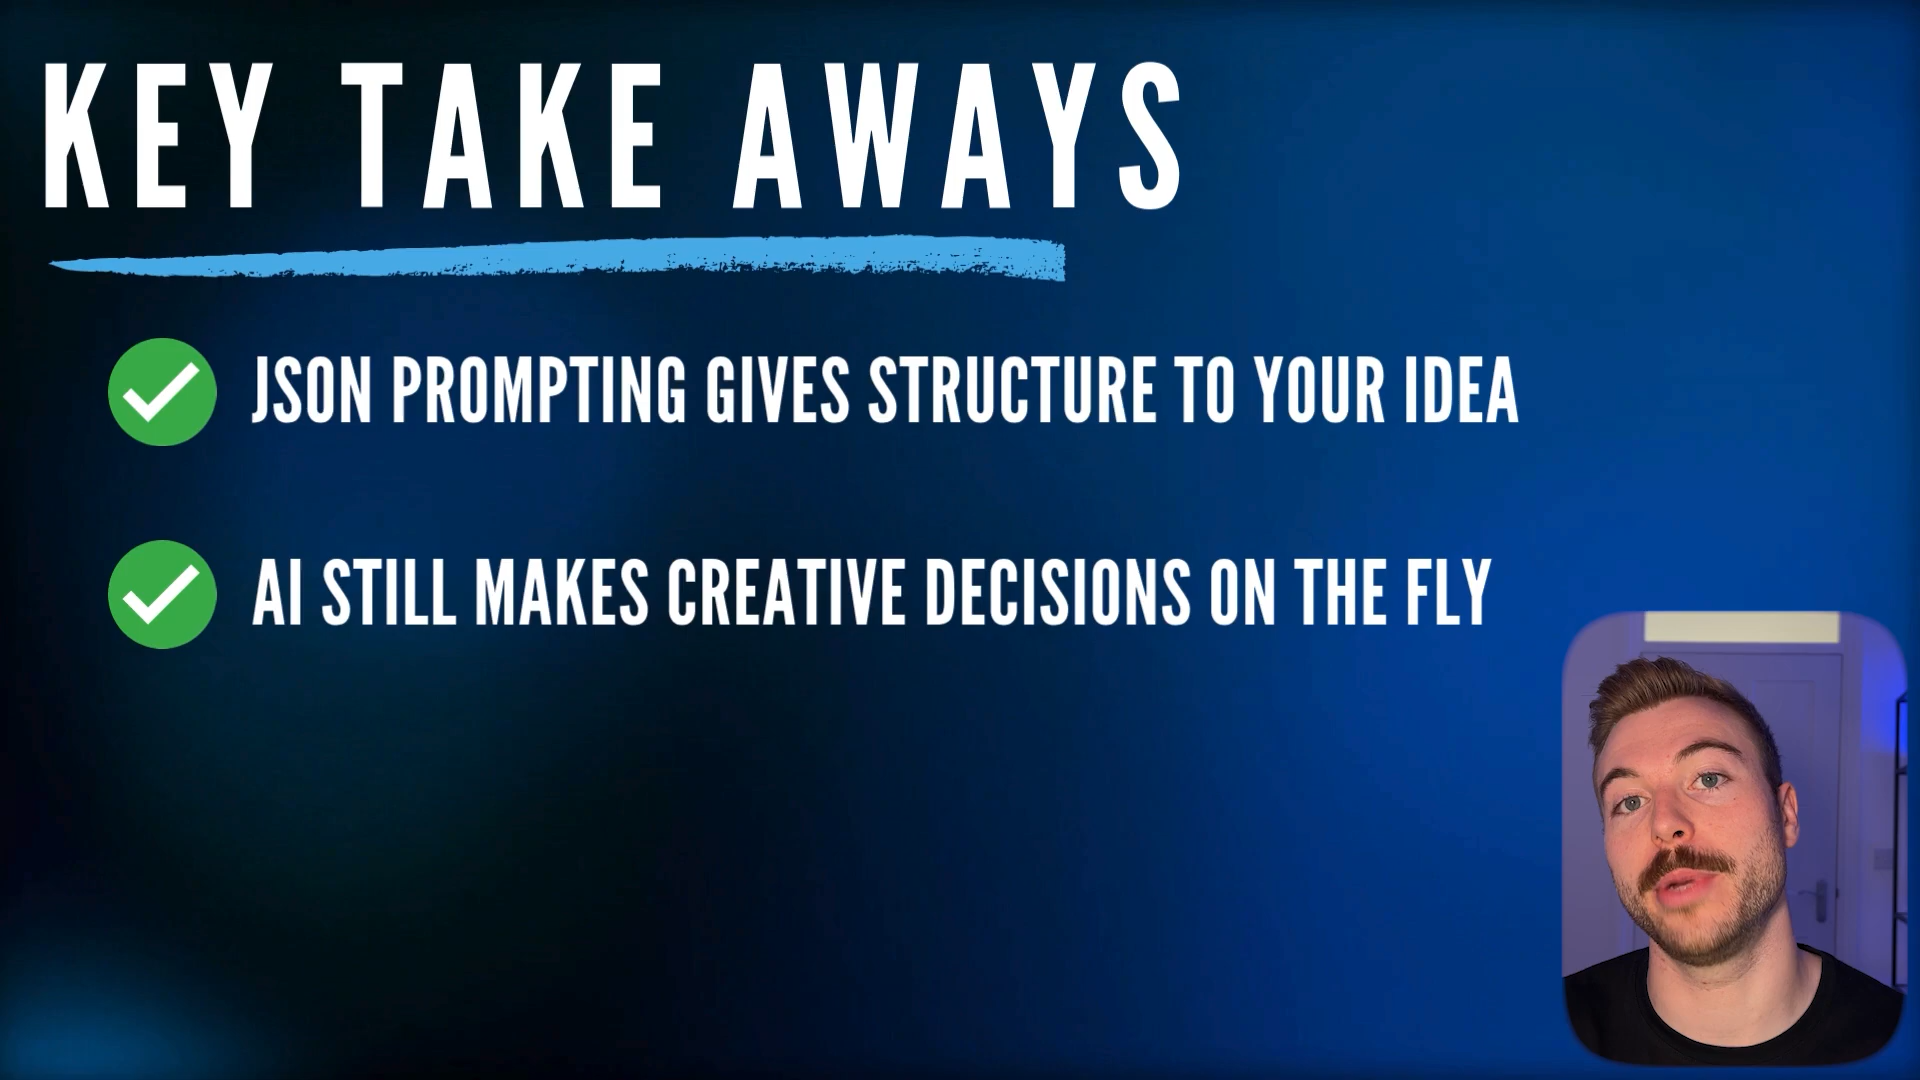 KEY TAKE AWAYS
JSON PROMPTING GIVES STRUCTURE TO YOUR IDEA
AI STILL MAKES CREATIVE DECISIONS ON THE FLY